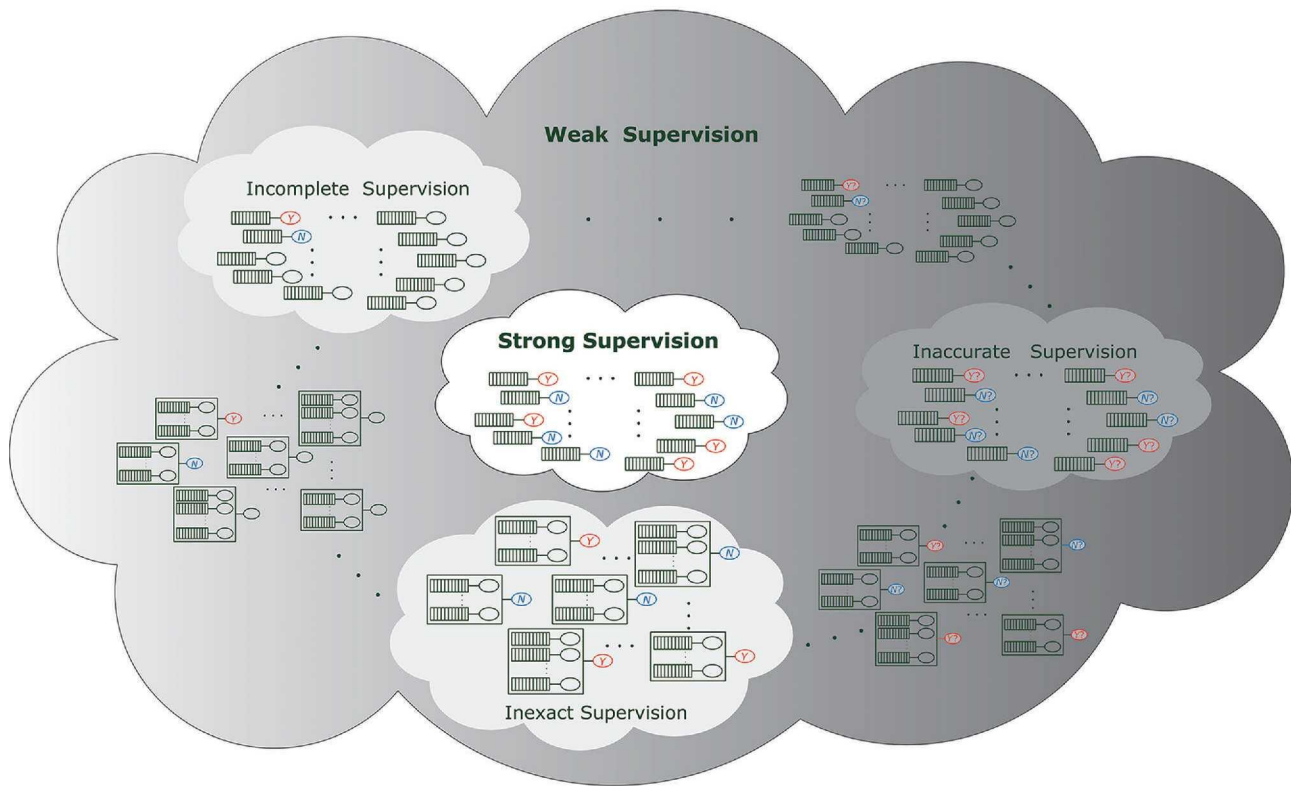 Weak Supervision
Incomplete Supervision
Y
N
Y?
N?
Strong Supervision
Y Y
N N
Y N
N Y
N Y
Inaccurate Supervision
Y? Y?
N? N?
Y? N?
N? Y?
N? Y?
Y
N
Y N
N N
Y Y
Inexact Supervision
Y? N?
N? N?
Y? Y?